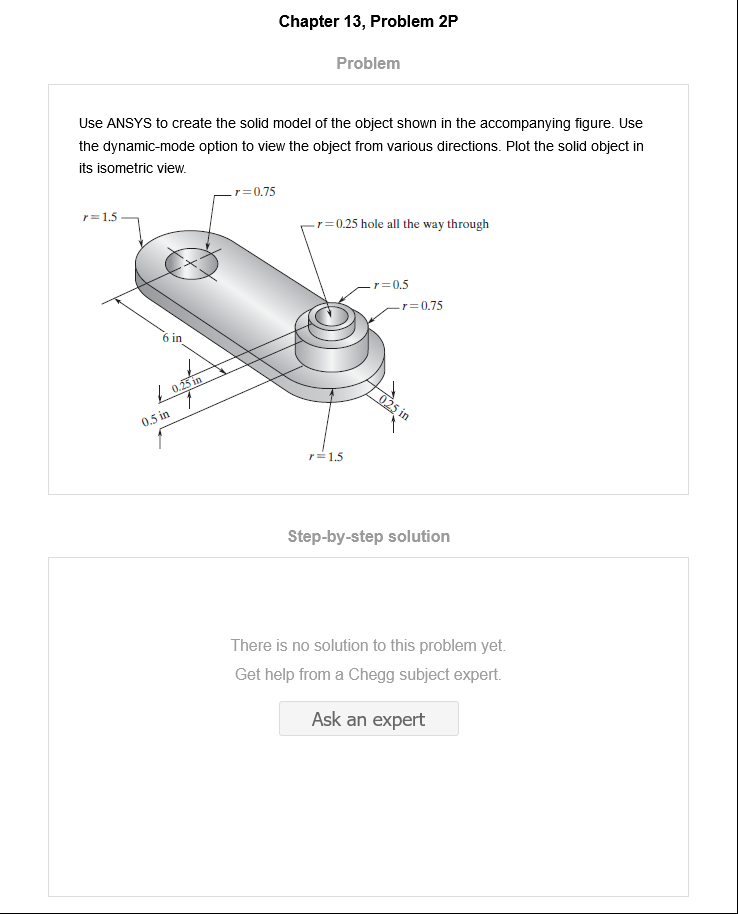 Chapter 13, Problem 2P
Problem
Use ANSYS to create the solid model of the object shown in the accompanying figure. Use
the dynamic-mode option to view the object from various directions. Plot the solid object in
its isometric view.
r = 0.75
r = 1.5
r = 0.25 hole all the way through
r = 0.5
r = 0.75
6 in
0.25 in
0.25 in
0.5 in
r = 1.5
Step-by-step solution
There is no solution to this problem yet.
Get help from a Chegg subject expert.
Ask an expert